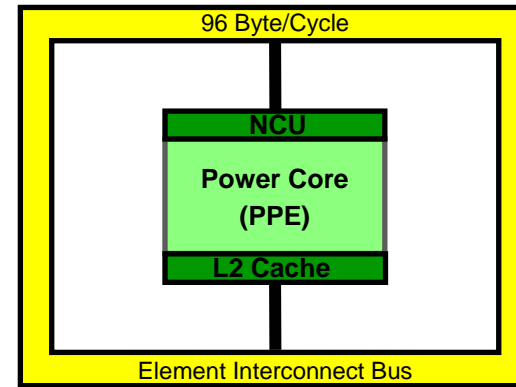 96 Byte/Cycle
NCU
Power Core
(PPE)
L2 Cache
Element Interconnect Bus